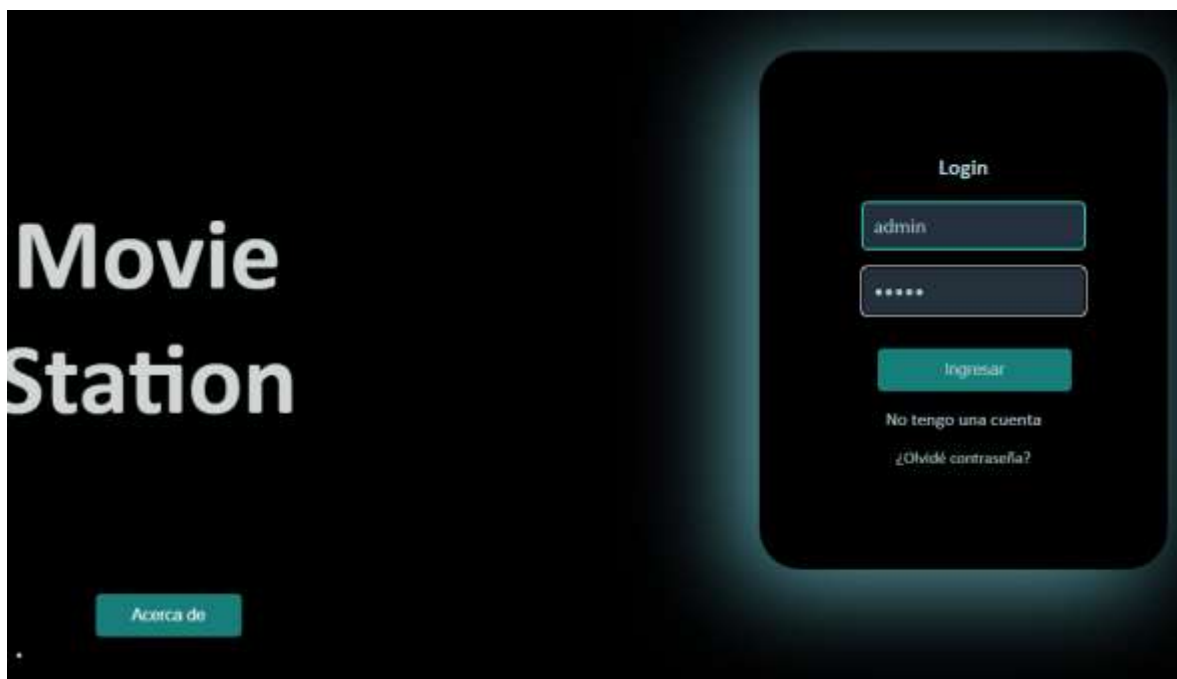 Movie
Station
Acerca de
Login
admin
•••••
Ingresar
No tengo una cuenta
¿Olvidé contraseña?